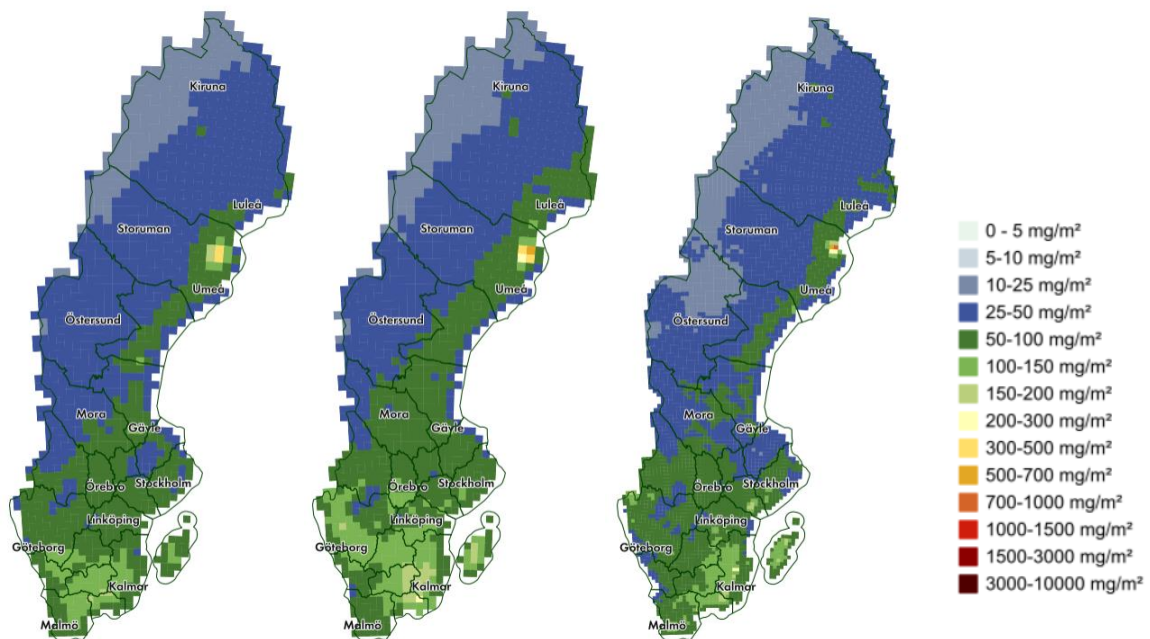 Kiruna
Luleå
Storuman
Umeå
Östersund
Mora
Gävle
Örebro
Stockholm
Linköping
Göteborg
Kalmar
Malmö
Kiruna
Luleå
Storuman
Umeå
Östersund
Mora
Gävle
Örebro
Stockholm
Linköping
Göteborg
Kalmar
Malmö
Kiruna
Luleå
Storuman
Umeå
Östersund
Mora
Gävle
Örebro
Stockholm
Linköping
Göteborg
Kalmar
Malmö
0 - 5 mg/m²
5-10 mg/m²
10-25 mg/m²
25-50 mg/m²
50-100 mg/m²
100-150 mg/m²
150-200 mg/m²
200-300 mg/m²
300-500 mg/m²
500-700 mg/m²
700-1000 mg/m²
1000-1500 mg/m²
1500-3000 mg/m²
3000-10000 mg/m²